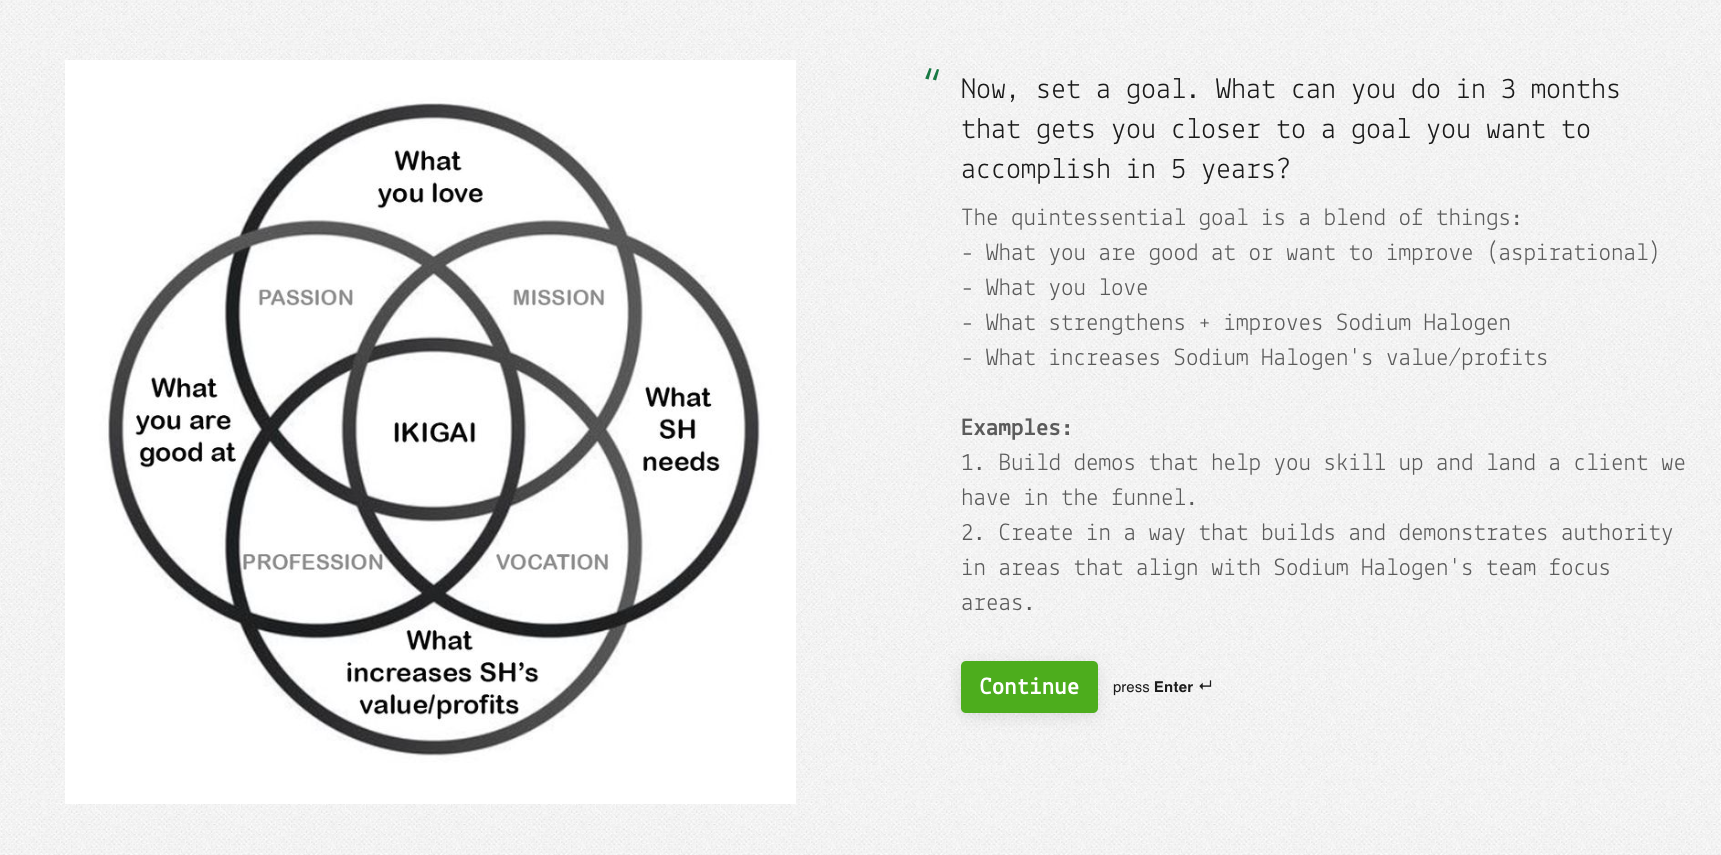 What
you love
PASSION
MISSION
What
you are
good at
IKIGAI
What
SH
needs
PROFESSION
VOCATION
What
increases SH’s
value/profits
“
Now, set a goal. What can you do in 3 months
that gets you closer to a goal you want to
accomplish in 5 years?
The quintessential goal is a blend of things:
- What you are good at or want to improve (aspirational)
- What you love
- What strengthens + improves Sodium Halogen
- What increases Sodium Halogen's value/profits
Examples:
1. Build demos that help you skill up and land a client we
have in the funnel.
2. Create in a way that builds and demonstrates authority
in areas that align with Sodium Halogen's team focus
areas.
Continue
press Enter ↵